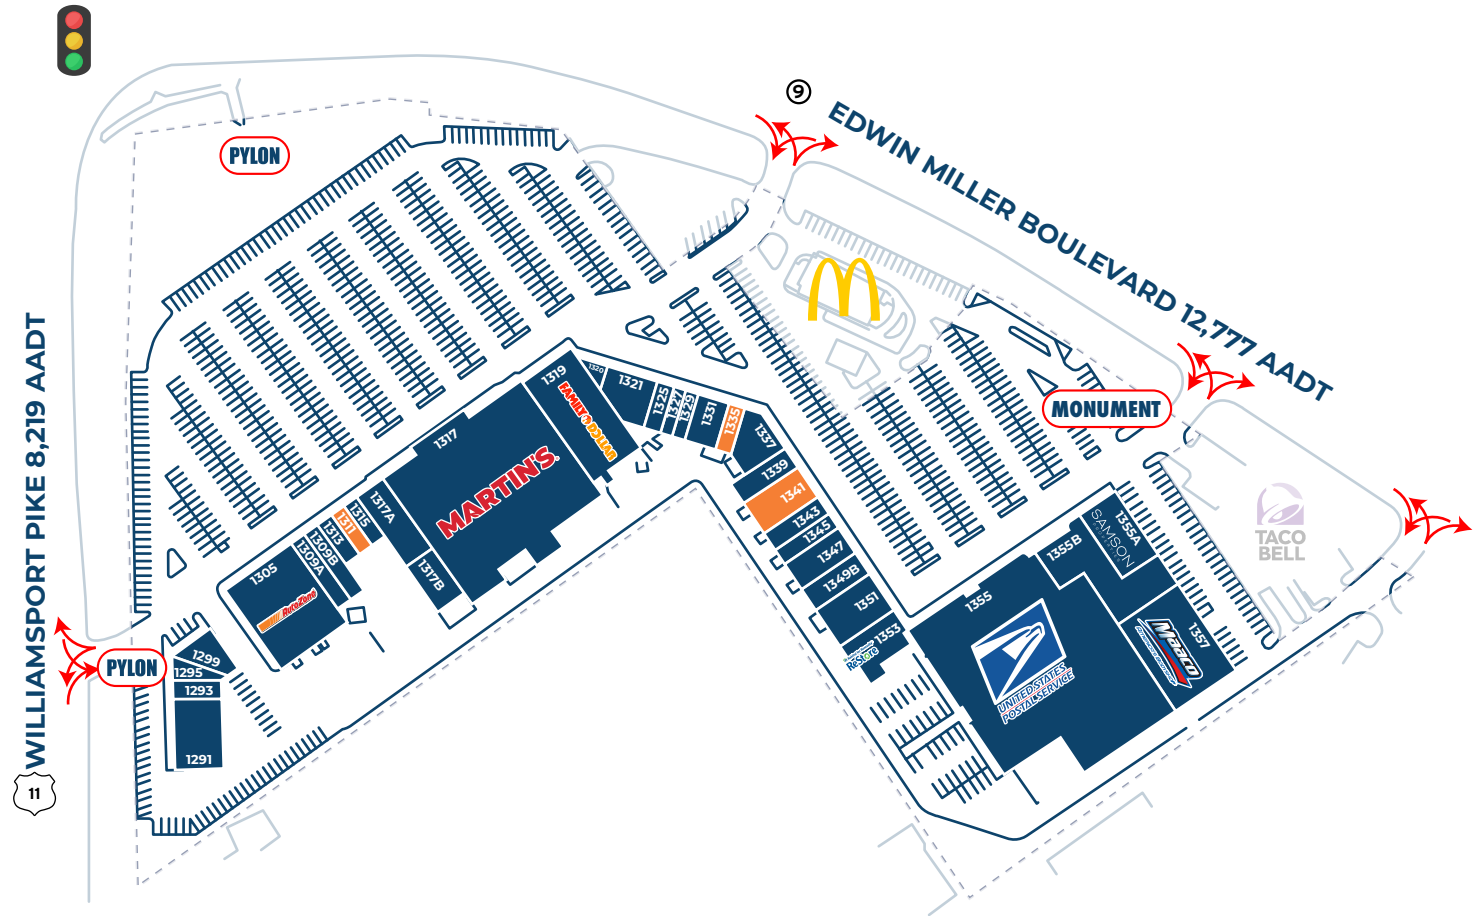 9
EDWIN MILLER BOULEVARD 12,777 AADT
PYLON
MONUMENT
WILLIAMSPORT PIKE 8,219 AADT
11
PYLON
TACO
BELL
1319
FAMILY DOLLAR
1320
1321
1325
1327
1329
1331
1335
1337
1339
1341
1343
1345
1347
1349B
1351
1353
ReStore
1317
MARTIN'S
1317A
1317B
1315
1311
1313
1309B
1309A
1305
AutoZone
1299
1295
1293
1291
1355
UNITED STATES
POSTAL SERVICE
1355B
1355A
SAMSON
1357
Maaco